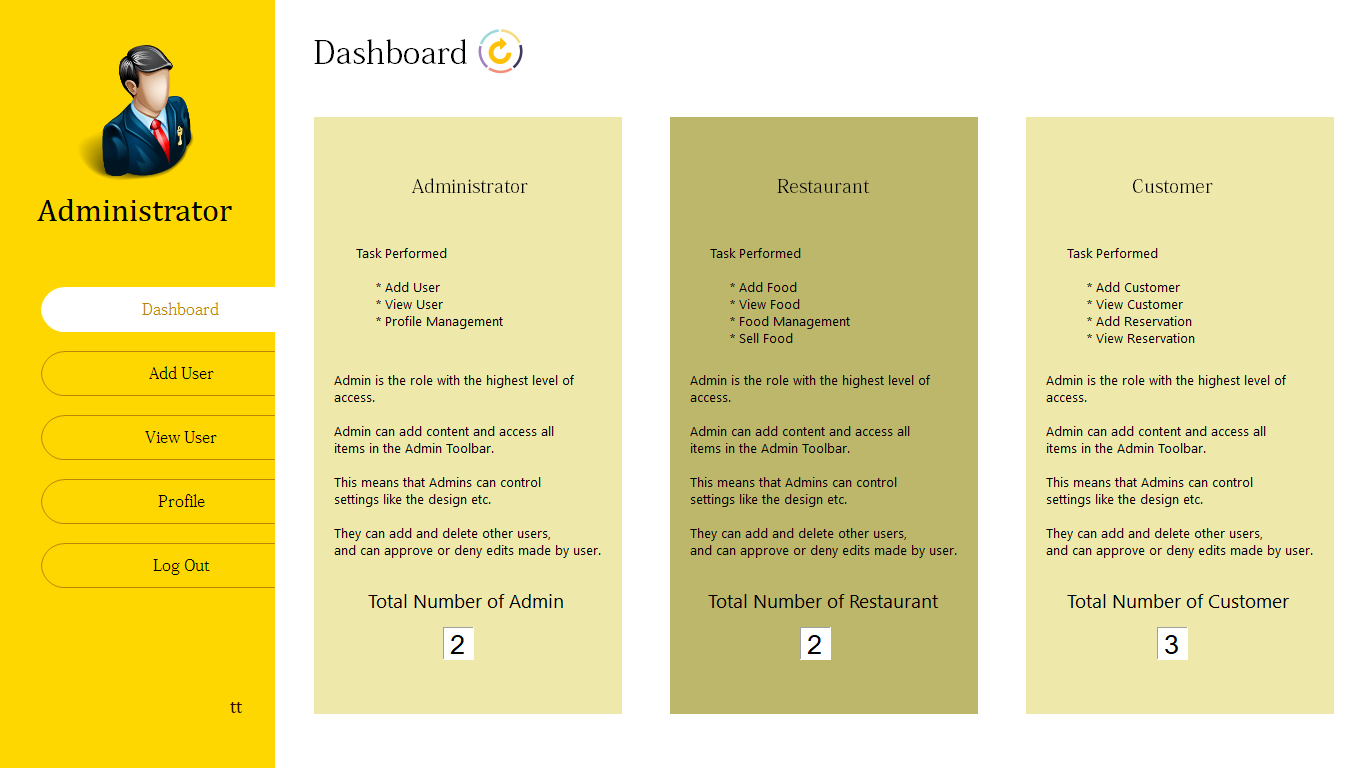 Administrator
Dashboard
Add User
View User
Profile
Log Out
tt
Dashboard
Administrator
Task Performed
* Add User
* View User
* Profile Management
Admin is the role with the highest level of
access.
Admin can add content and access all
items in the Admin Toolbar.
This means that Admins can control
settings like the design etc.
They can add and delete other users,
and can approve or deny edits made by user.
Total Number of Admin
2
Restaurant
Task Performed
* Add Food
* View Food
* Food Management
* Sell Food
Admin is the role with the highest level of
access.
Admin can add content and access all
items in the Admin Toolbar.
This means that Admins can control
settings like the design etc.
They can add and delete other users,
and can approve or deny edits made by user.
Total Number of Restaurant
2
Customer
Task Performed
* Add Customer
* View Customer
* Add Reservation
* View Reservation
Admin is the role with the highest level of
access.
Admin can add content and access all
items in the Admin Toolbar.
This means that Admins can control
settings like the design etc.
They can add and delete other users,
and can approve or deny edits made by user.
Total Number of Customer
3